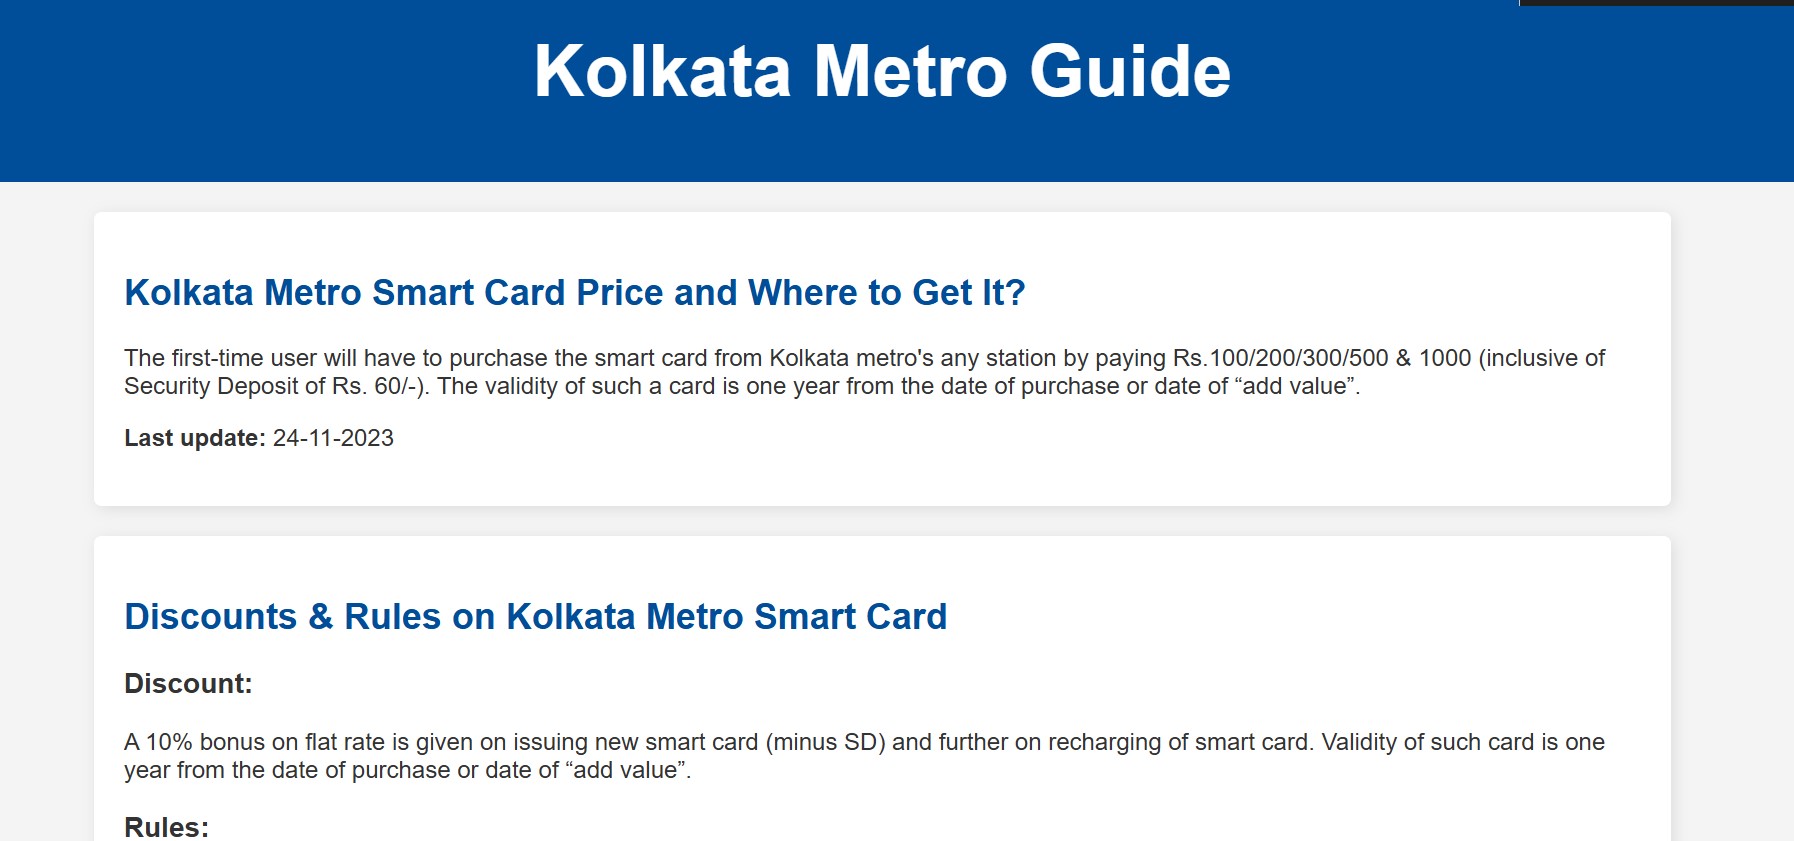 Kolkata Metro Guide
Kolkata Metro Smart Card Price and Where to Get It?
The first-time user will have to purchase the smart card from Kolkata metro's any station by paying Rs.100/200/300/500 & 1000 (inclusive of
Security Deposit of Rs. 60/-). The validity of such a card is one year from the date of purchase or date of “add value”.
Last update: 24-11-2023
Discounts & Rules on Kolkata Metro Smart Card
Discount:
A 10% bonus on flat rate is given on issuing new smart card (minus SD) and further on recharging of smart card. Validity of such card is one
year from the date of purchase or date of “add value”.
Rules: